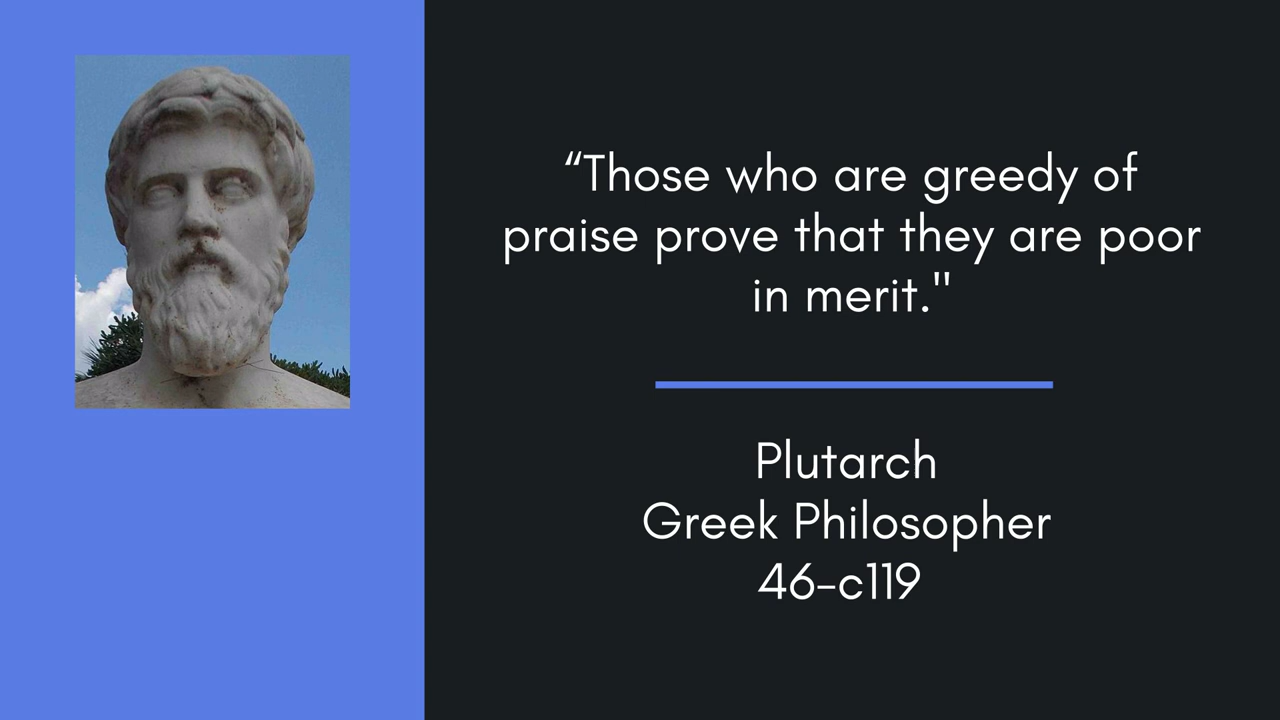 “Those who are greedy of
praise prove that they are poor
in merit."
Plutarch
Greek Philosopher
46-c119